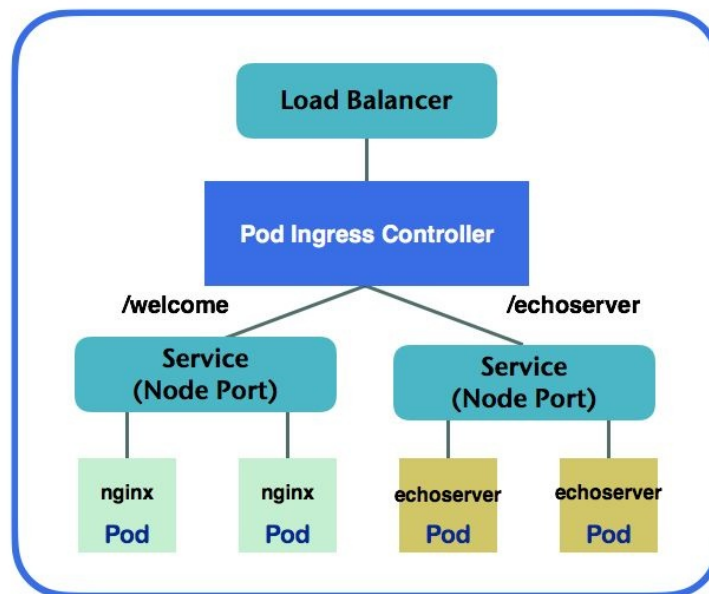 Load Balancer
Pod Ingress Controller
/welcome
/echoserver
Service
(Node Port)
Service
(Node Port)
nginx
Pod
nginx
Pod
echoserver
Pod
echoserver
Pod